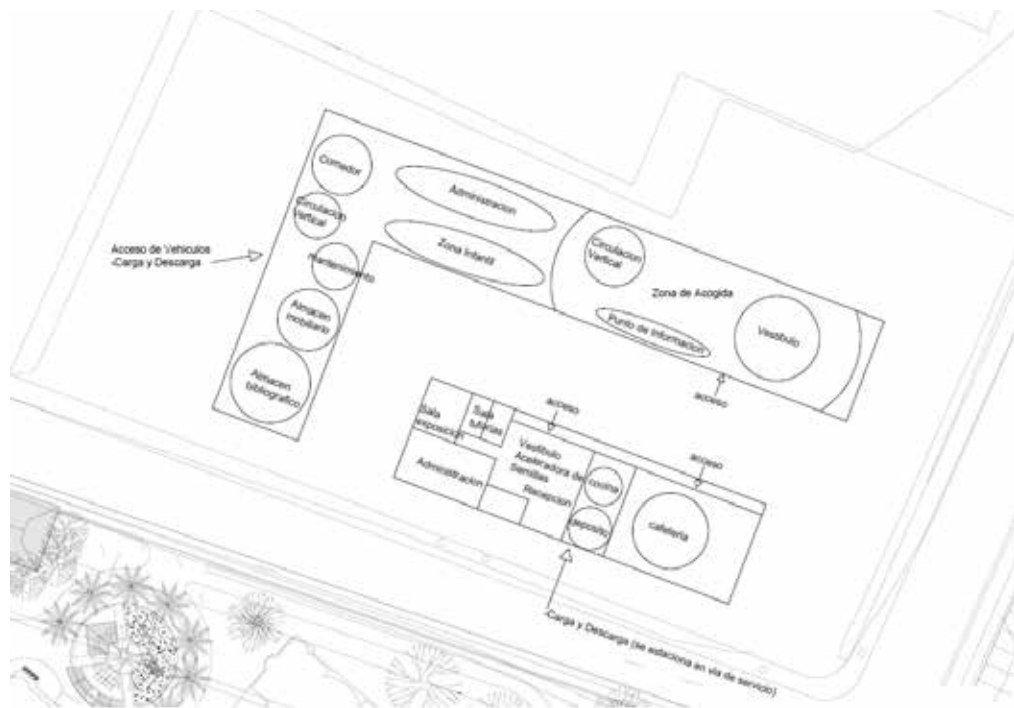 Comedor
Administracion
Circulacion
Vertical
Zona Infantil
Circulacion
Vertical
Acceso de Vehiculos
-Carga y Descarga
mantenimiento
Zona de Acogida
Punto de Informacion
Vestibulo
Almacen
mobiliario
Almacen
bibliografico
acceso
acceso
Sala
exposicion
Sala
tutorias
Vestibulo
Aceleradora de
Semillas
Recepcion
acceso
Administracion
cocina
deposito
cafeteria
-Carga y Descarga (se estaciona en via de servicio)